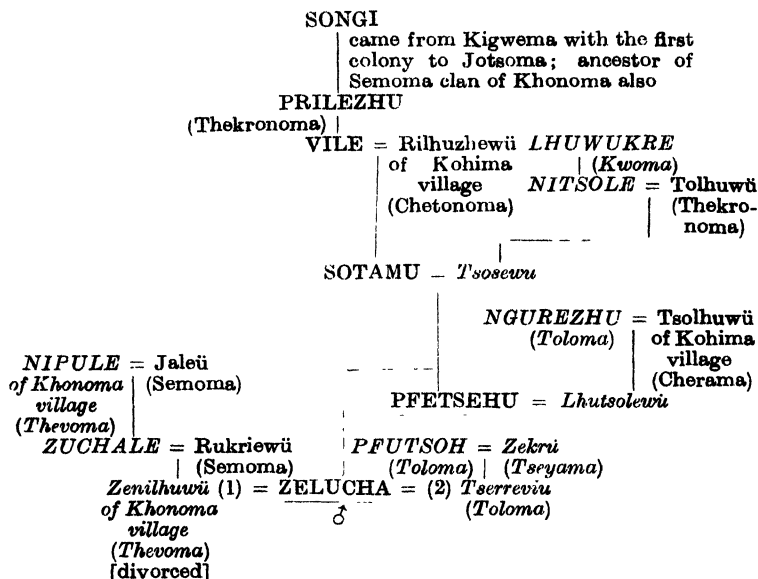 SONGI
came from Kigwema with the first
colony to Jotsoma; ancestor of
Semoma clan of Khonoma also
PRILEZHU
(Thekronoma)
VILE = Rilhuzhewü LHUWUKRE
of Kohima (Kwoma)
village NITSOLE = Tolhuwü
(Chetonoma) (Thekro-
noma)
SOTAMU – Tsosewu
NGUREZHU = Tsolhuwü
(Toloma) of Kohima
village
(Cherama)
NIPULE = Jaleü
of Khonoma (Semoma)
village
(Thevoma)
PFETSEHU = Lhutsolewü
ZUCHALE = Rukriewü PFUTSOH = Zekrü
(Semoma) (Toloma) (Tseyama)
Zenilhuwü (1) = ZELUCHA = (2) Tserreviu
of Khonoma ♂ (Toloma)
village
(Thevoma)
[divorced]